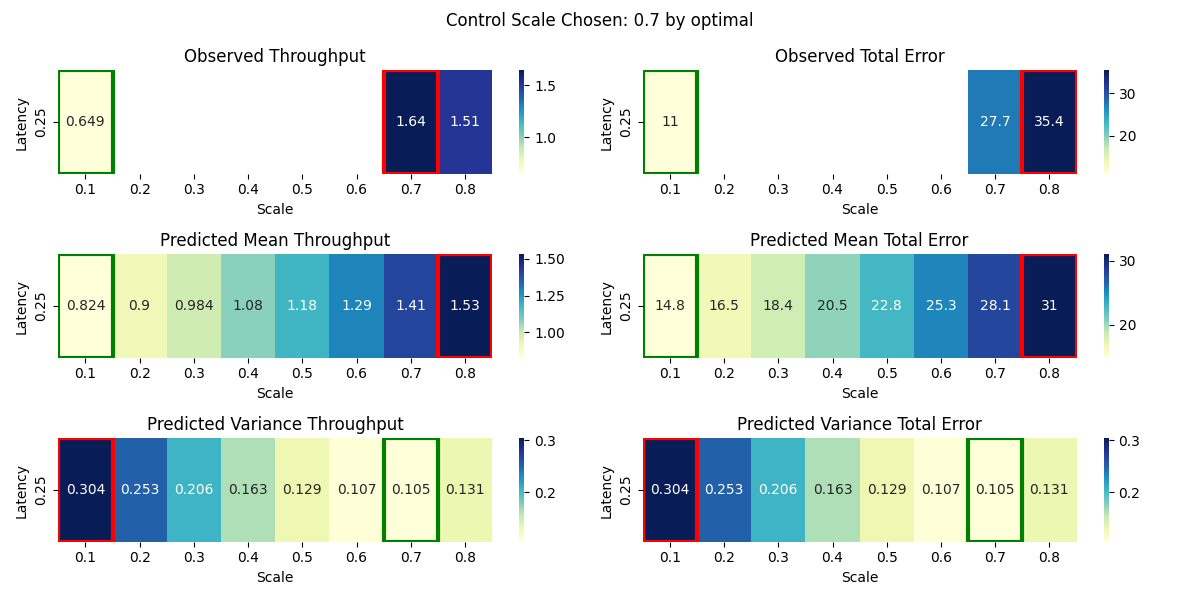 Control Scale Chosen: 0.7 by optimal
Observed Throughput
Latency
0.25
0.649 1.64 1.51
0.1 0.2 0.3 0.4 0.5 0.6 0.7 0.8
Scale
1.5
1.0
Observed Total Error
Latency
0.25
11 27.7 35.4
0.1 0.2 0.3 0.4 0.5 0.6 0.7 0.8
Scale
30
20
Predicted Mean Throughput
Latency
0.25
0.824 0.9 0.984 1.08 1.18 1.29 1.41 1.53
0.1 0.2 0.3 0.4 0.5 0.6 0.7 0.8
Scale
1.50
1.25
1.00
Predicted Mean Total Error
Latency
0.25
14.8 16.5 18.4 20.5 22.8 25.3 28.1 31
0.1 0.2 0.3 0.4 0.5 0.6 0.7 0.8
Scale
30
20
Predicted Variance Throughput
Latency
0.25
0.304 0.253 0.206 0.163 0.129 0.107 0.105 0.131
0.1 0.2 0.3 0.4 0.5 0.6 0.7 0.8
Scale
0.3
0.2
Predicted Variance Total Error
Latency
0.25
0.304 0.253 0.206 0.163 0.129 0.107 0.105 0.131
0.1 0.2 0.3 0.4 0.5 0.6 0.7 0.8
Scale
0.3
0.2